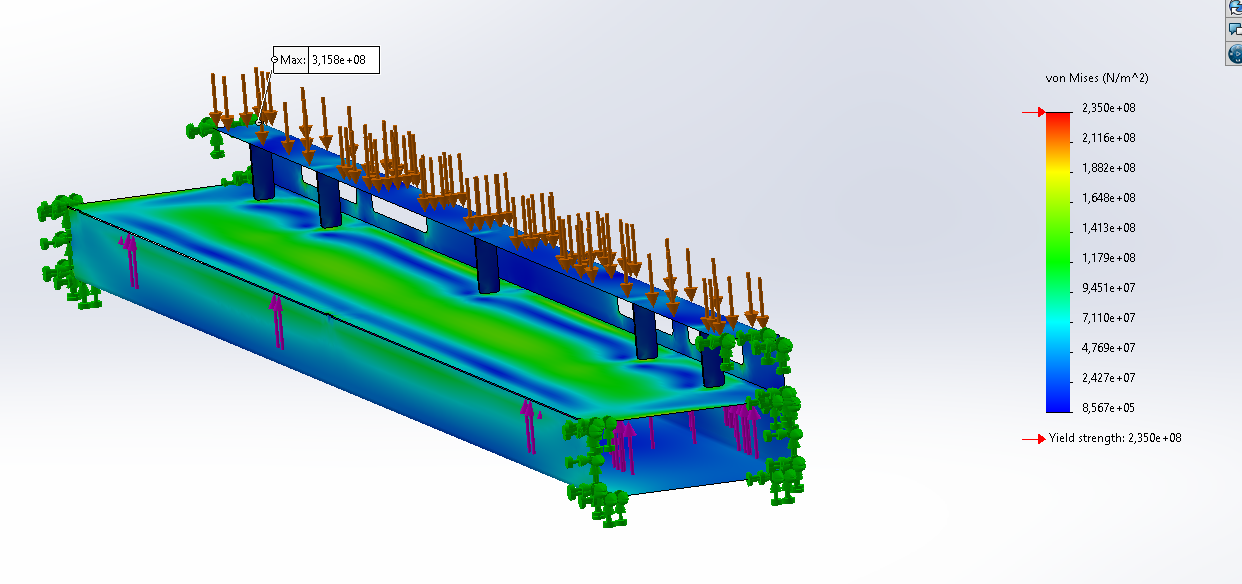 Max: 3,158e+08
von Mises (N/m^2)
2,350e+08
2,116e+08
1,882e+08
1,648e+08
1,413e+08
1,179e+08
9,451e+07
7,110e+07
4,769e+07
2,427e+07
8,567e+05
Yield strength: 2,350e+08